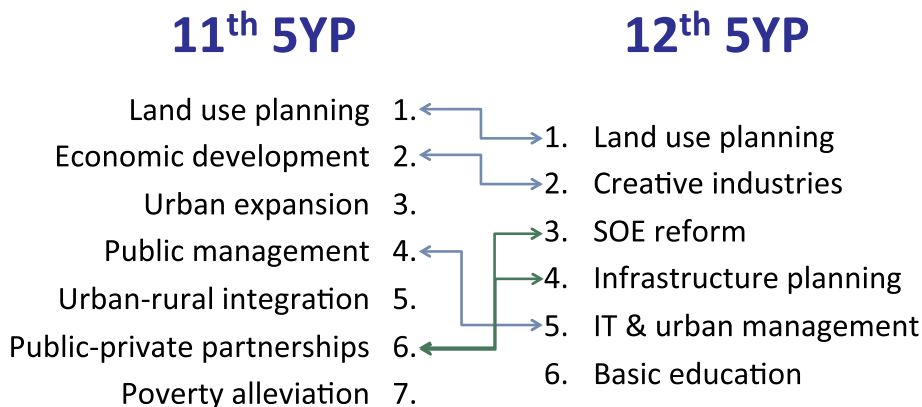 11th 5YP
12th 5YP
Land use planning 1.
Economic development 2.
Urban expansion 3.
Public management 4.
Urban-rural integration 5.
Public-private partnerships 6.
Poverty alleviation 7.
1. Land use planning
2. Creative industries
3. SOE reform
4. Infrastructure planning
5. IT & urban management
6. Basic education